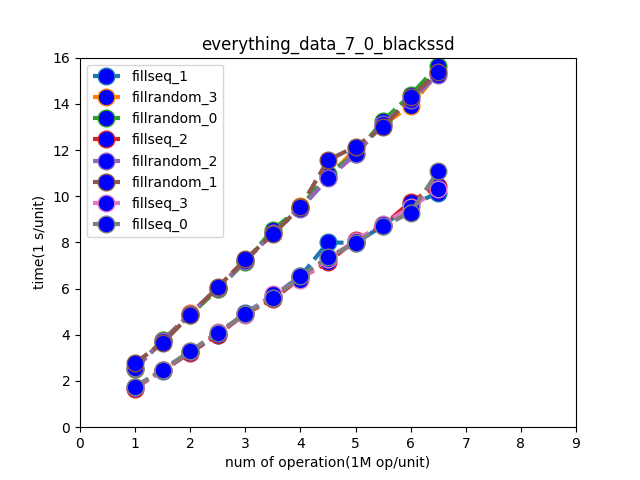 everything_data_7_0_blackssd
fillseq_1
fillrandom_3
fillrandom_0
fillseq_2
fillrandom_2
fillrandom_1
fillseq_3
fillseq_0
time(1 s/unit)
16
14
12
10
8
6
4
2
0
0 1 2 3 4 5 6 7 8 9
num of operation(1M op/unit)